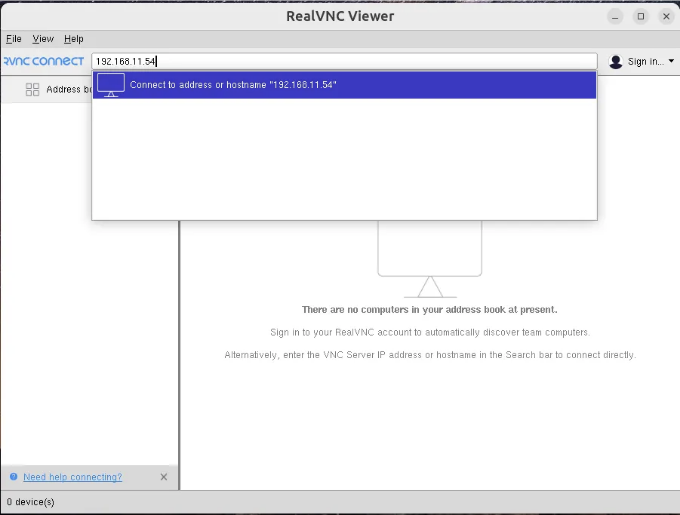 RealVNC Viewer
File View Help
RVNC CONNECT
192.168.11.54
Sign in...
Connect to address or hostname "192.168.11.54"
Address bo
There are no computers in your address book at present.
Sign in to your RealVNC account to automatically discover team computers.
Alternatively, enter the VNC Server IP address or hostname in the Search bar to connect directly.
Need help connecting?
0 device(s)